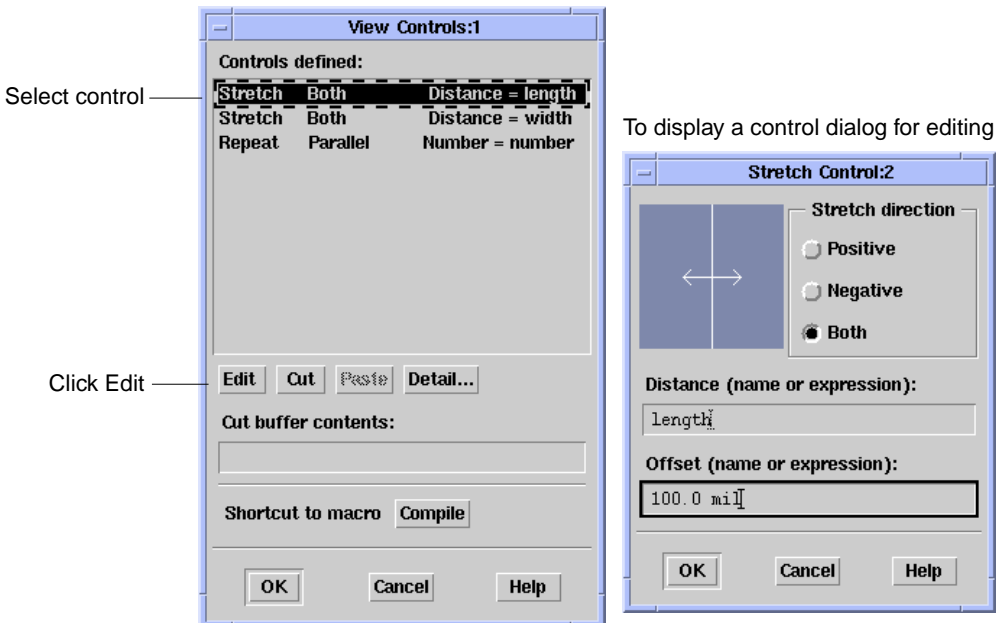 View Controls:1
Controls defined:
Select control
Stretch Both Distance = length
Stretch Both Distance = width
Repeat Parallel Number = number
Click Edit
Edit Cut Paste Detail...
Cut buffer contents:
Shortcut to macro Compile
OK Cancel Help
To display a control dialog for editing
Stretch Control:2
Stretch direction
Positive
Negative
Both
Distance (name or expression):
length
Offset (name or expression):
100.0 mil
OK Cancel Help